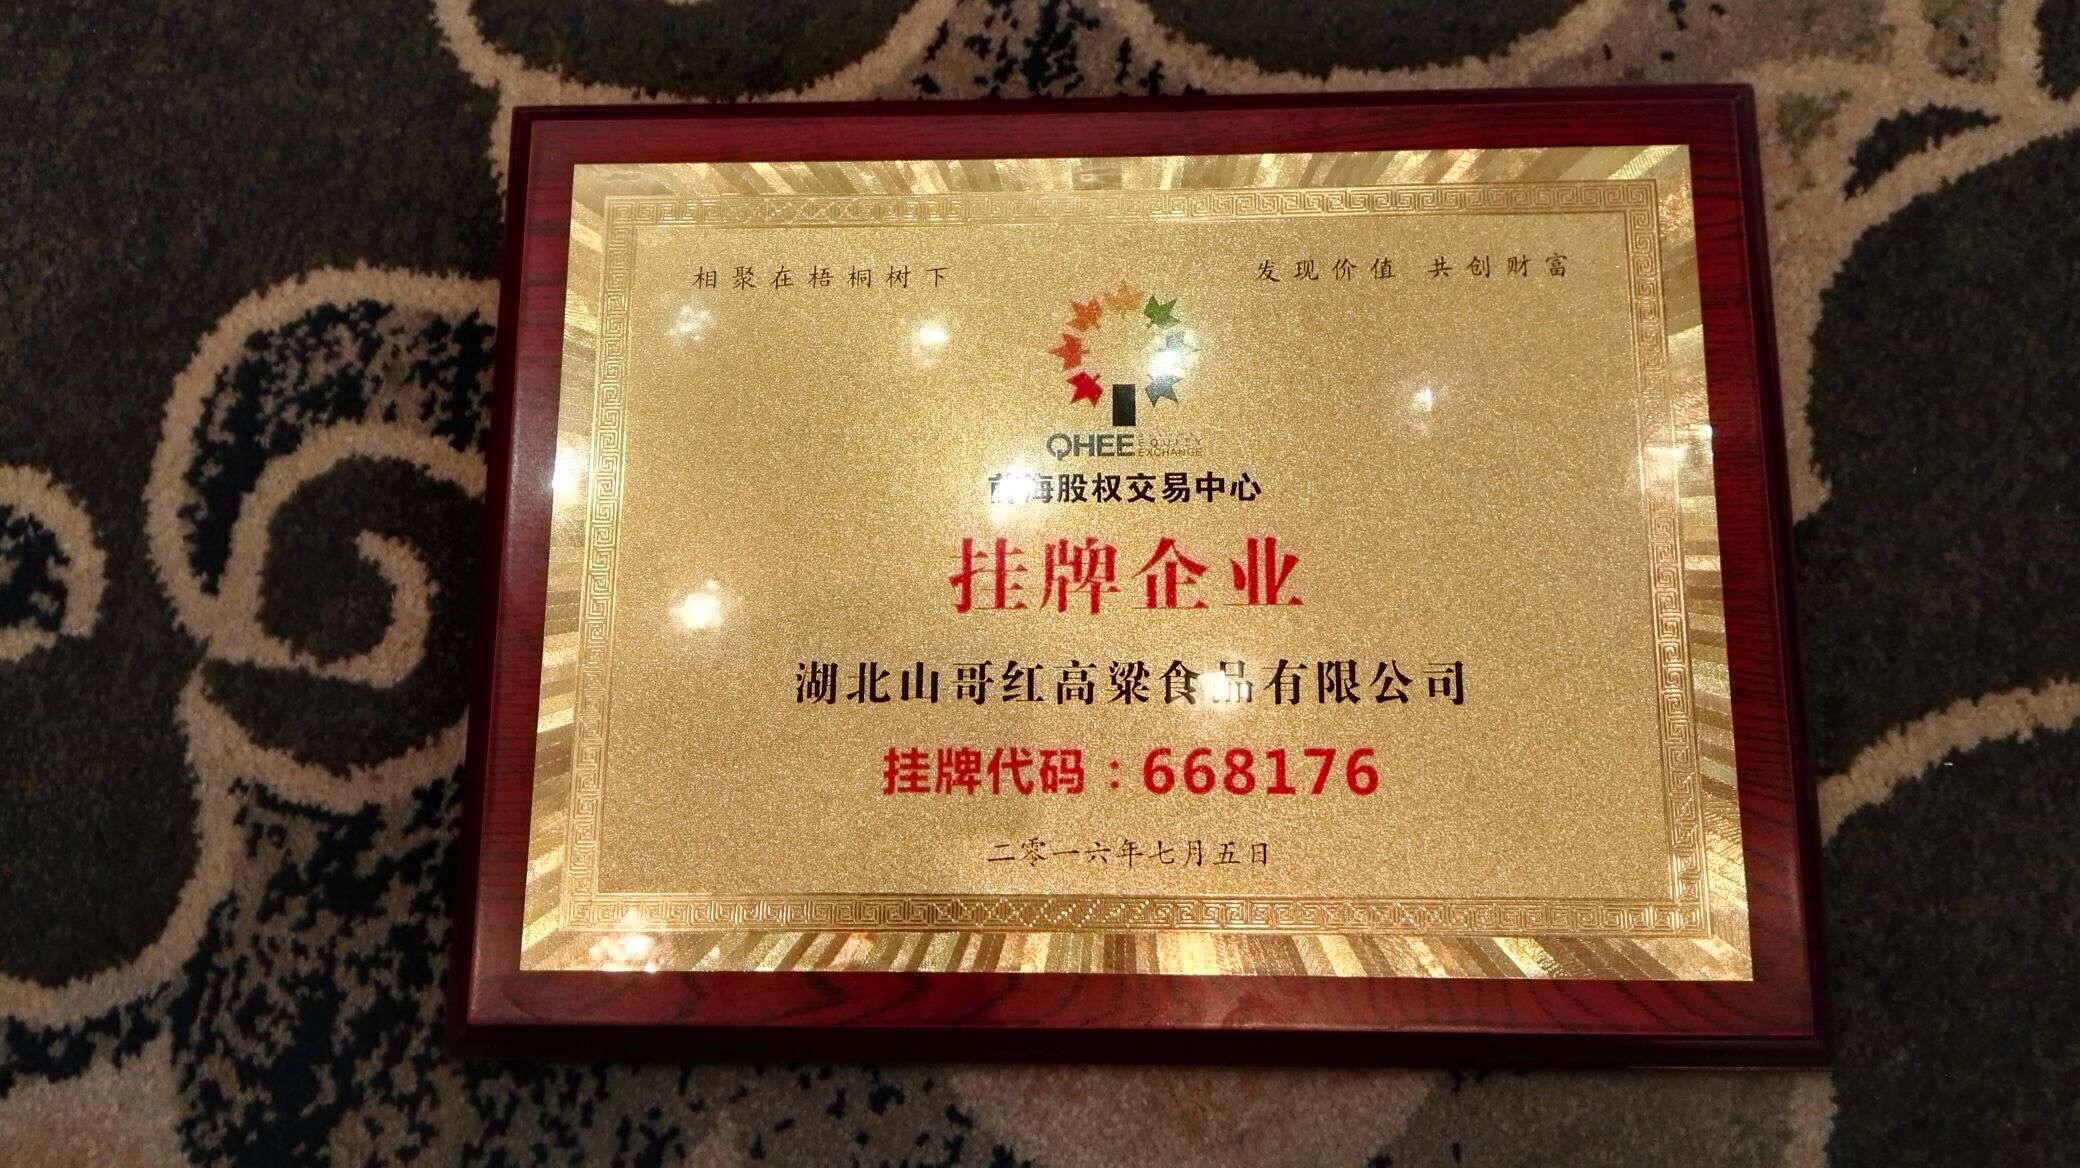 相聚在梧桐树下
发现价值 共创财富
QHEE EQUITY
EXCHANGE
前海股权交易中心
挂牌企业
湖北山哥红高粱食品有限公司
挂牌代码：668176
二零一六年七月五日